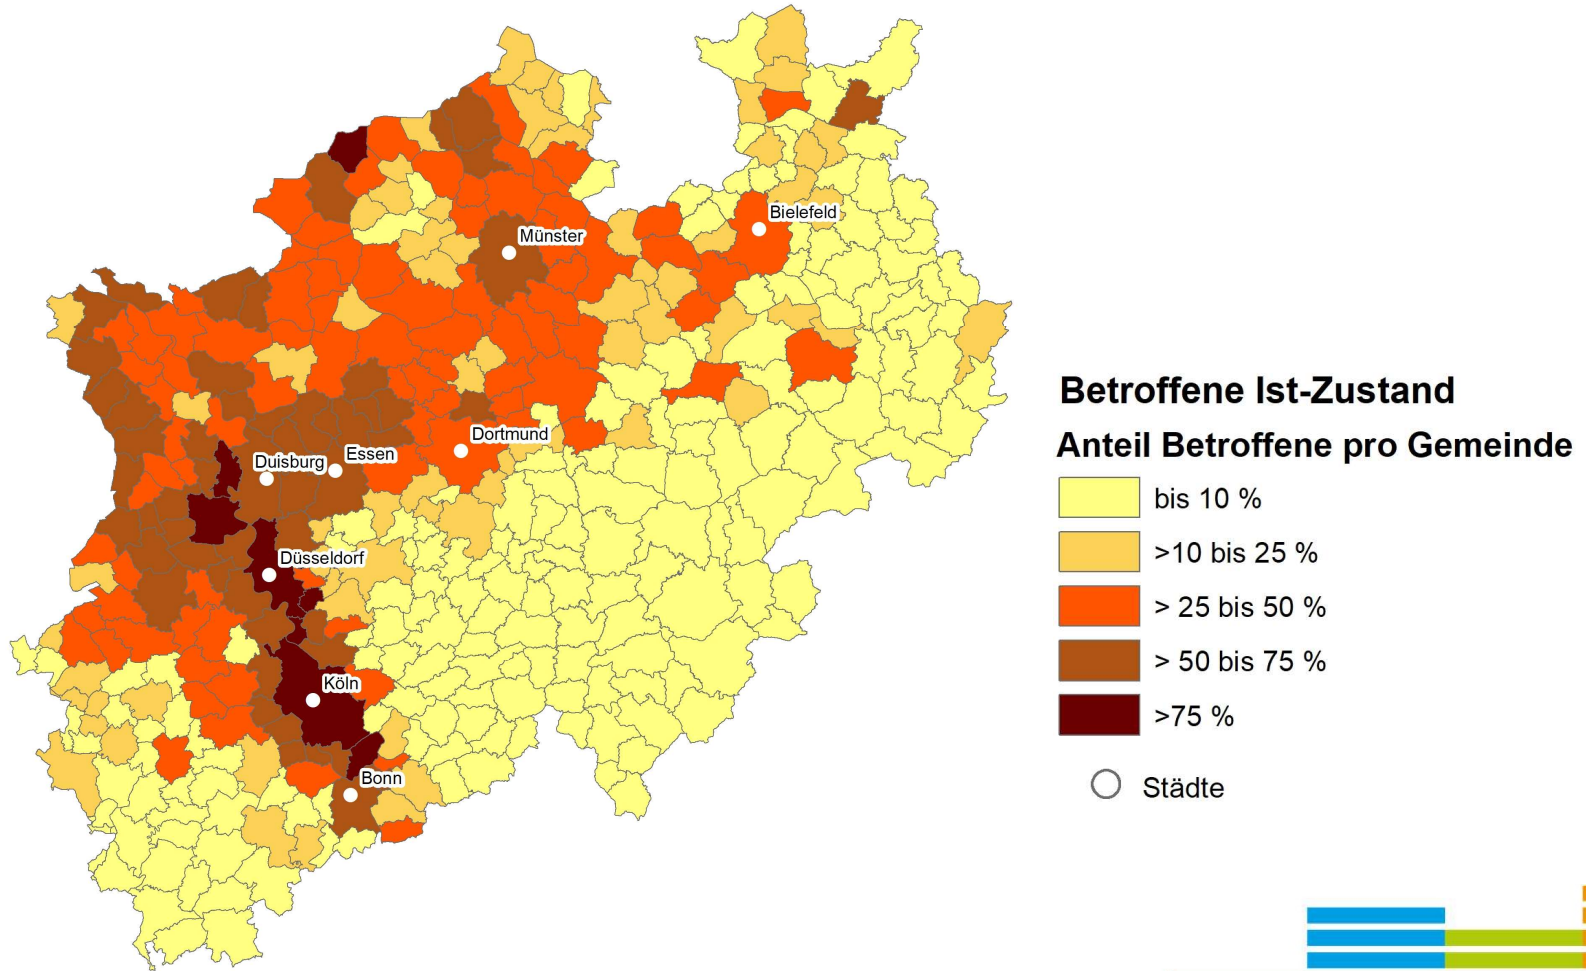 Bielefeld
Münster
Dortmund
Essen
Duisburg
Düsseldorf
Köln
Bonn
Betroffene Ist-Zustand
Anteil Betroffene pro Gemeinde
bis 10 %
>10 bis 25 %
> 25 bis 50 %
> 50 bis 75 %
>75 %
Städte